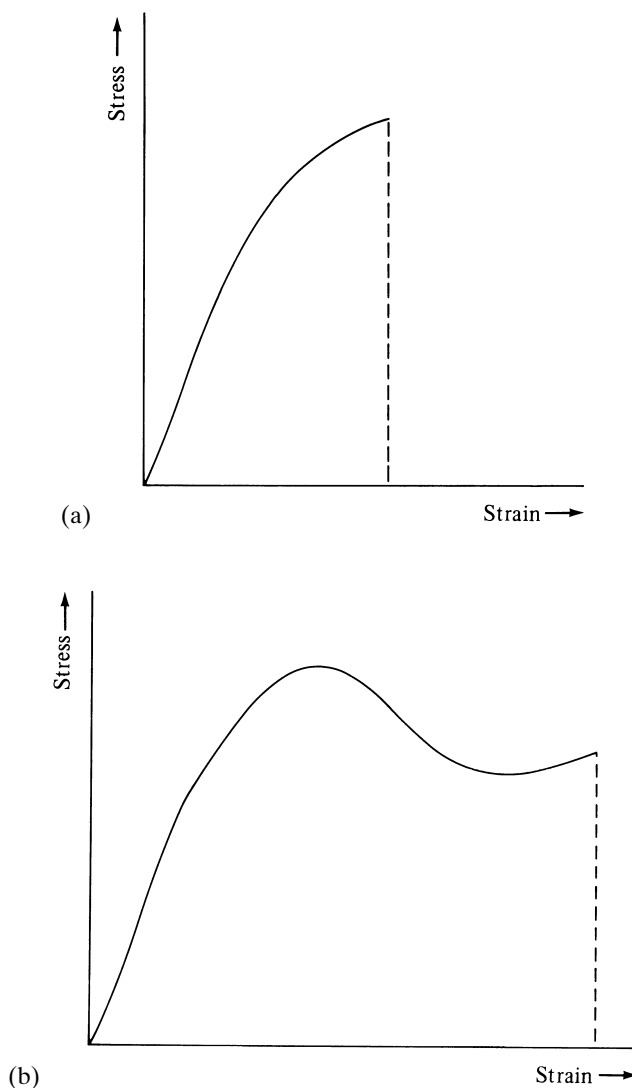 Stress →
Strain →
(a)
Stress →
Strain →
(b)